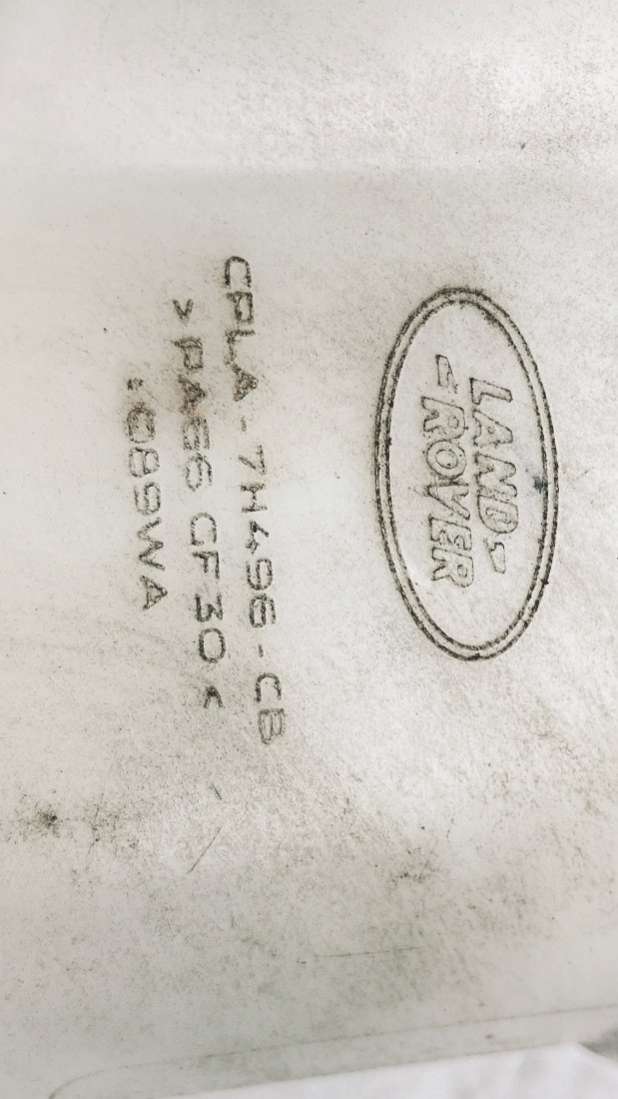 LAND
ROVER
CPLA-7H496-CB
>PA66 GF30<
:C89WA